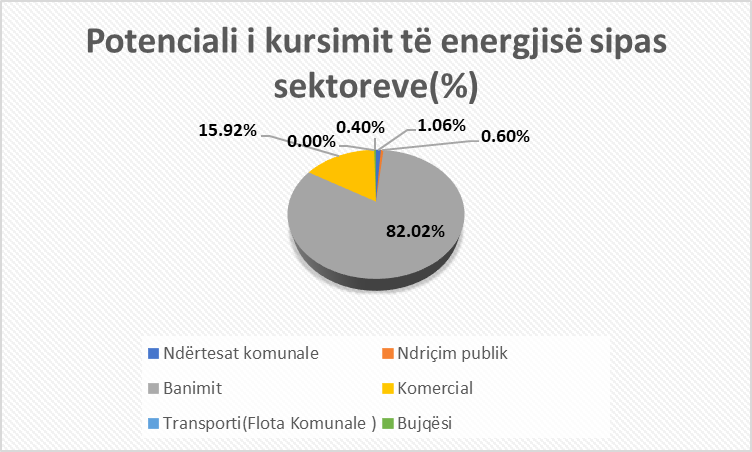 Potenciali i kursimit të energjisë sipas
sektoreve(%)
15.92%
0.00%
0.40%
1.06%
0.60%
82.02%
Ndërtesat komunale
Ndriçim publik
Banimit
Komercial
Transporti(Flota Komunale )
Bujqësi